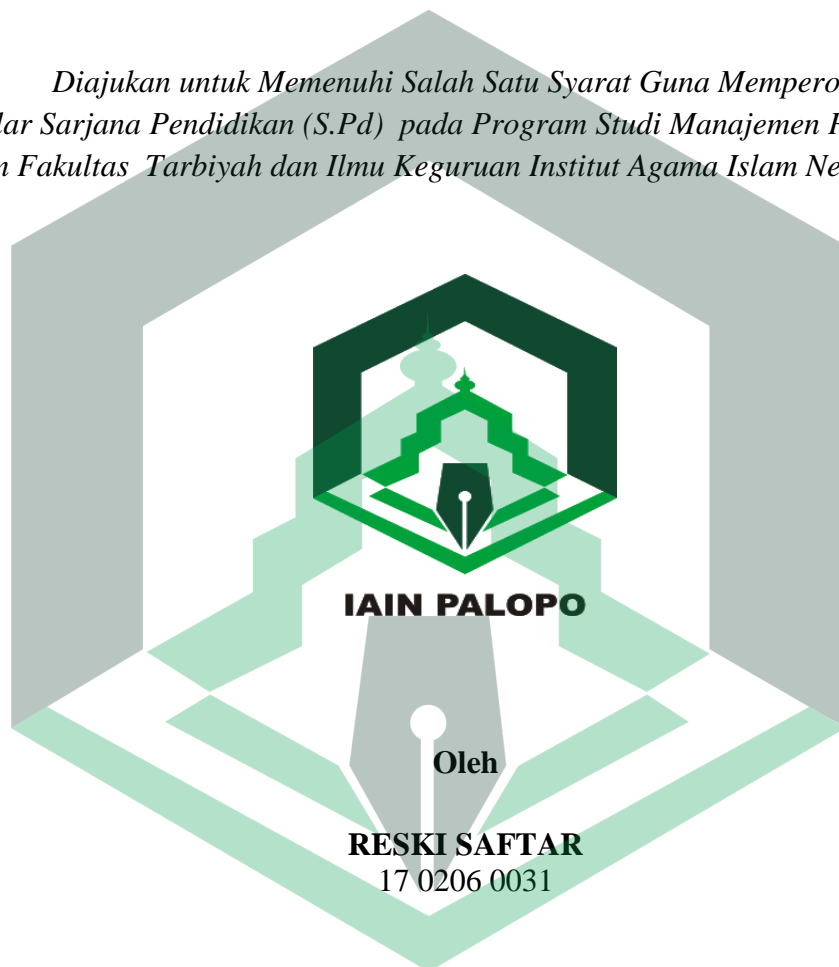 Diajukan untuk Memenuhi Salah Satu Syarat Guna Mempero
lar Sarjana Pendidikan (S.Pd) pada Program Studi Manajemen
Fakultas Tarbiyah dan Ilmu Keguruan Institut Agama Islam Ne
IAIN PALOPO
Oleh
RESKI SAFTAR
17 0206 0031